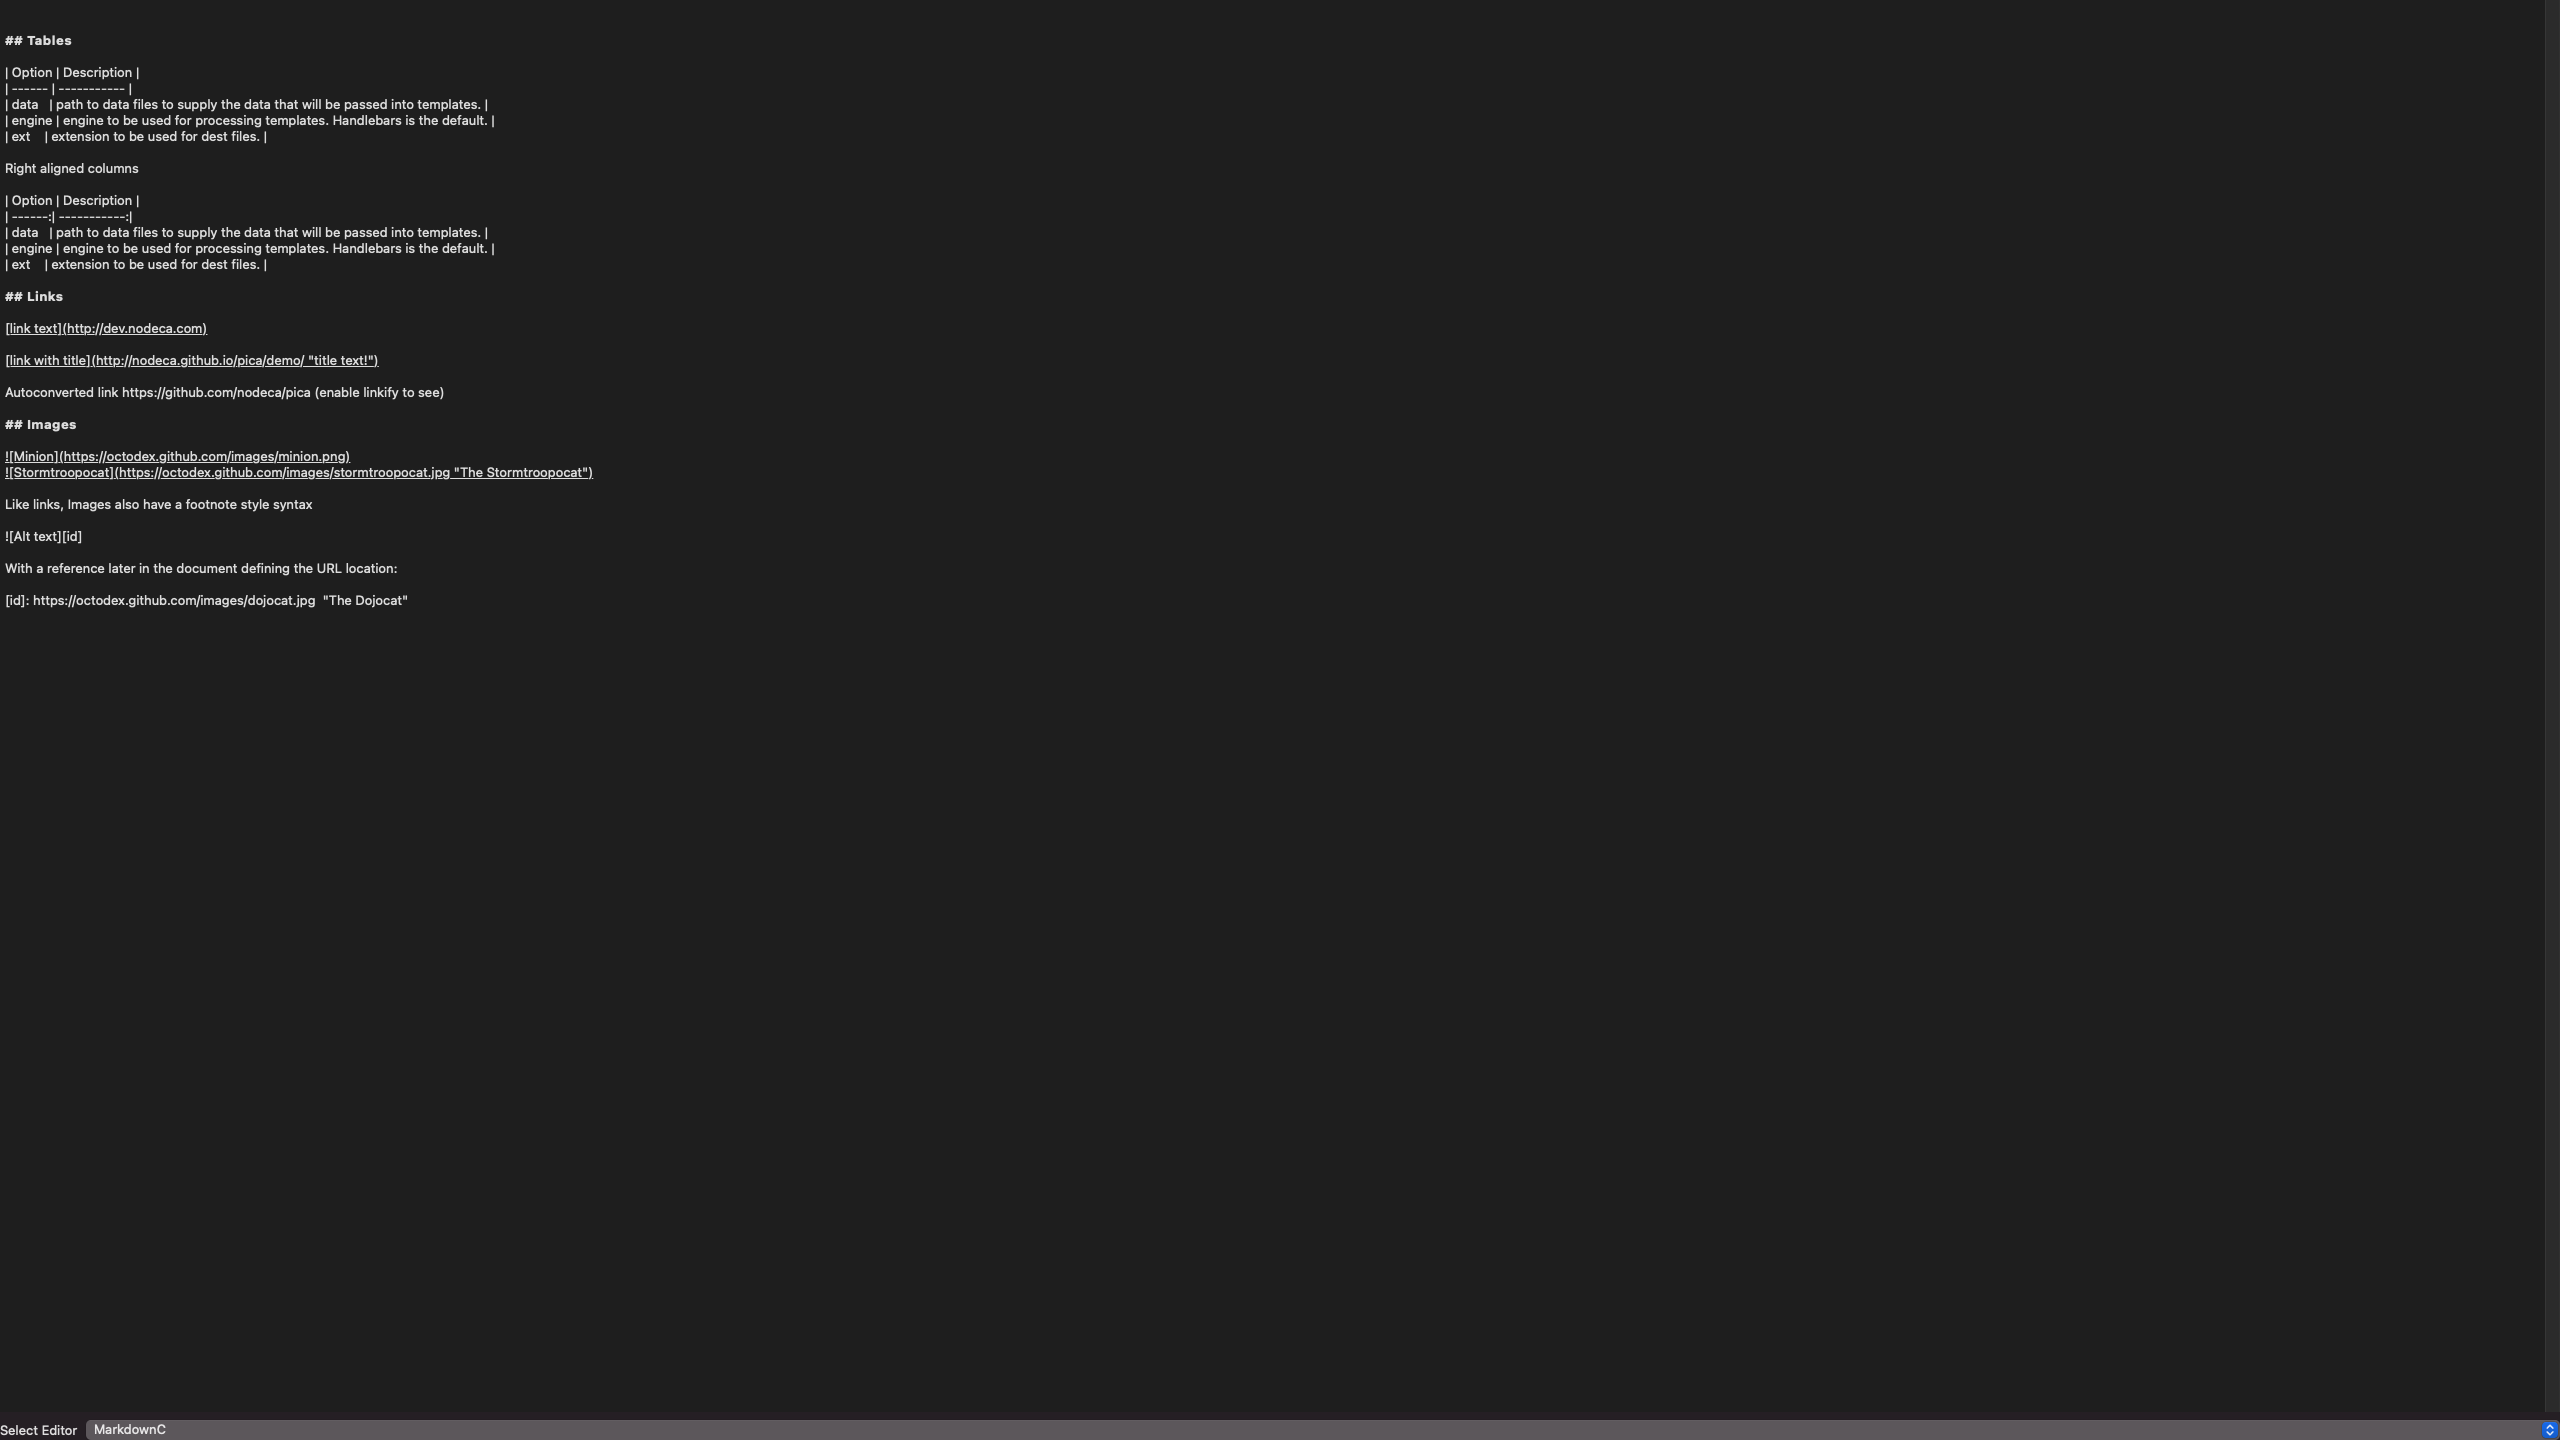 ## Tables
| Option | Description |
| ------ | ----------- |
| data   | path to data files to supply the data that will be passed into templates. |
| engine | engine to be used for processing templates. Handlebars is the default. |
| ext    | extension to be used for dest files. |
Right aligned columns
| Option | Description |
| ------:| -----------:|
| data   | path to data files to supply the data that will be passed into templates. |
| engine | engine to be used for processing templates. Handlebars is the default. |
| ext    | extension to be used for dest files. |
## Links
[link text](http://dev.nodeca.com)
[link with title](http://nodeca.github.io/pica/demo/ "title text!")
Autoconverted link https://github.com/nodeca/pica (enable linkify to see)
## Images
![Minion](https://octodex.github.com/images/minion.png)
![Stormtroopocat](https://octodex.github.com/images/stormtroopocat.jpg "The Stormtroopocat")
Like links, Images also have a footnote style syntax
![Alt text][id]
With a reference later in the document defining the URL location:
[id]: https://octodex.github.com/images/dojocat.jpg  "The Dojocat"
Select Editor MarkdownC